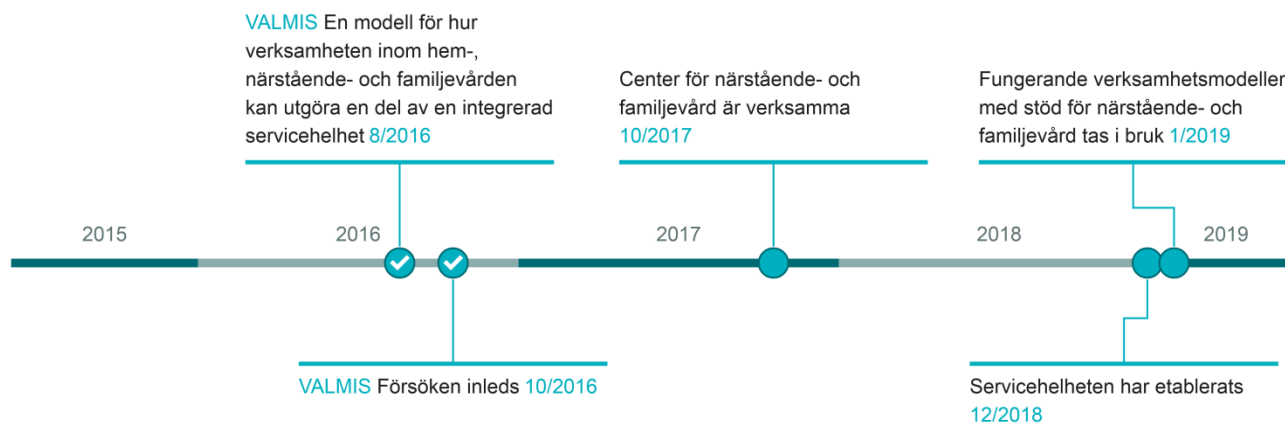 VALMIS En modell för hur
verksamheten inom hem-,
närstående- och familjevården
kan utgöra en del av en integrerad
servicehelhet 8/2016
Center för närstående- och
familjevård är verksamma
10/2017
Fungerande verksamhetsmodeller
med stöd för närstående- och
familjevård tas i bruk 1/2019
2015
2016
2017
2018
2019
VALMIS Försöken inleds 10/2016
Servicehelheten har etablerats
12/2018